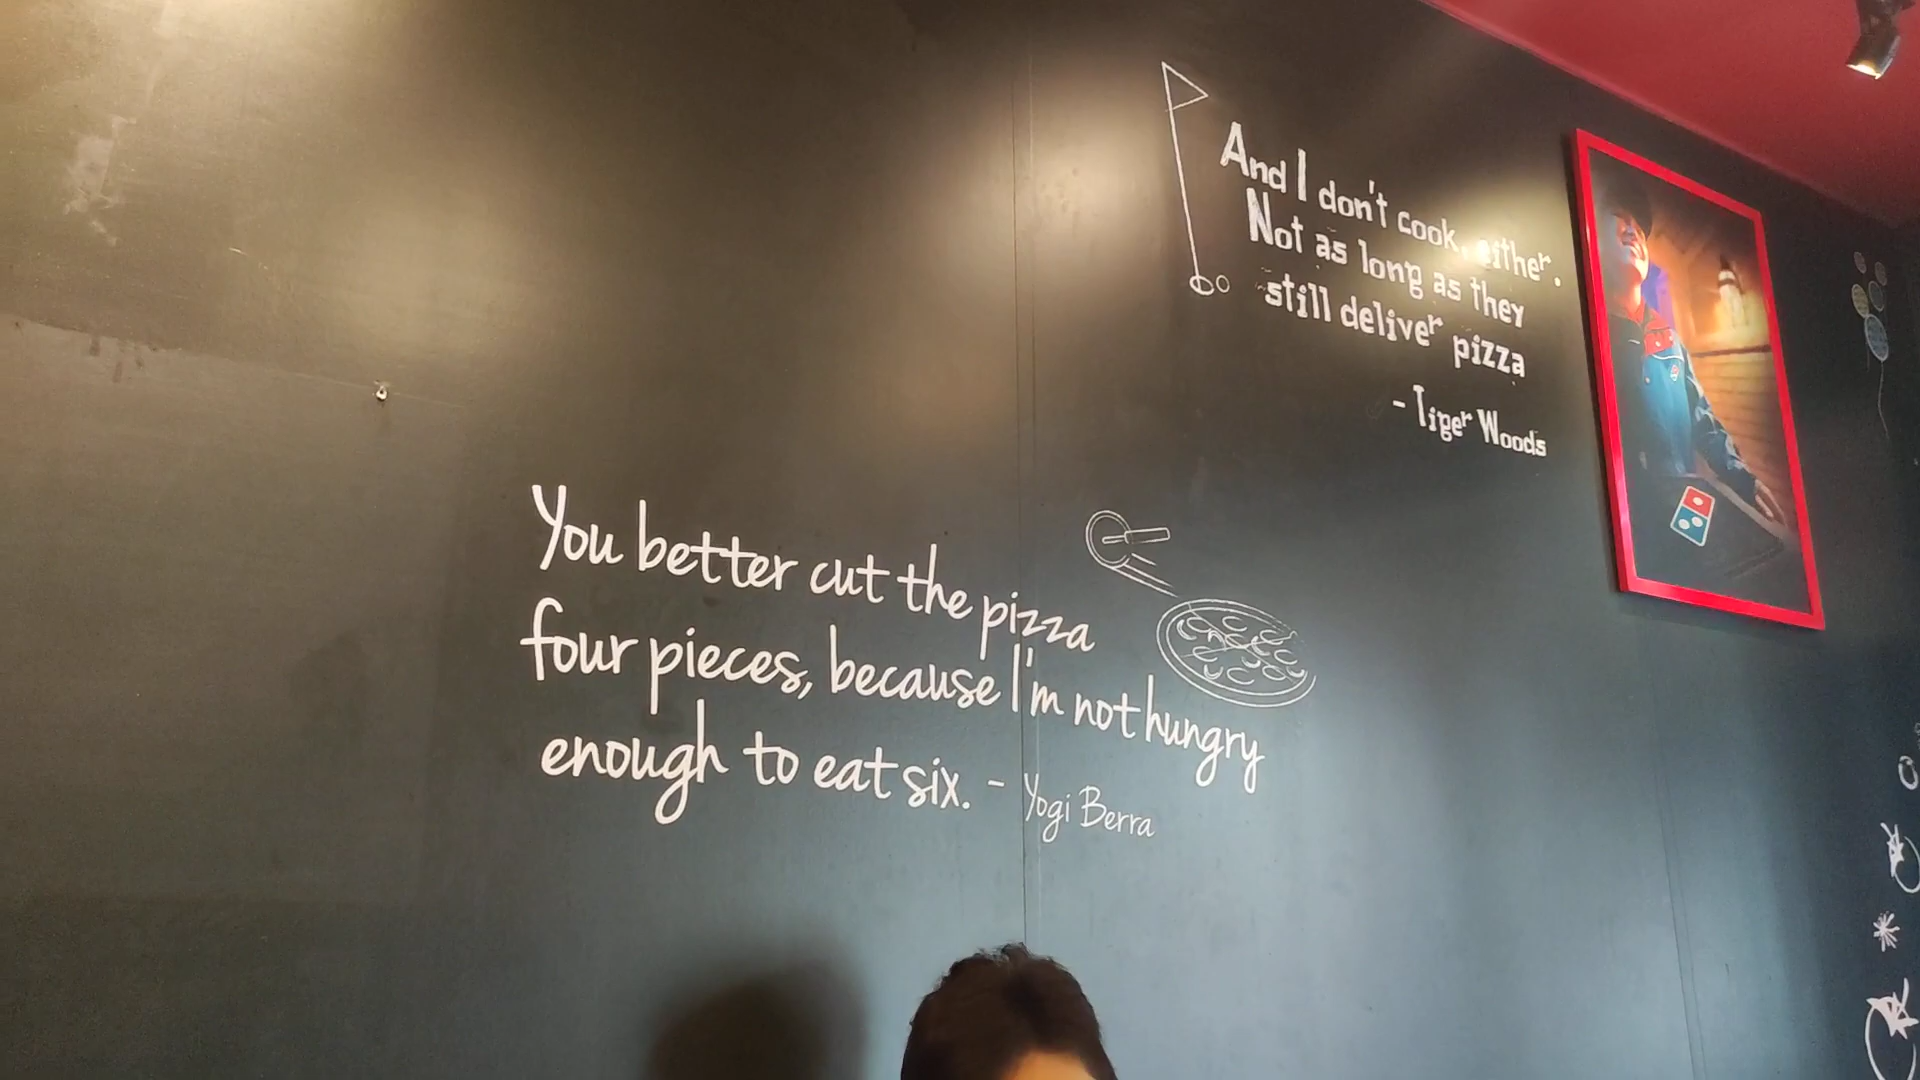 And I don't cook, either.
Not as long as they
still deliver pizza
- Tiger Woods
You better cut the pizza
four pieces, because I'm not hungry
enough to eat six. - Yogi Berra